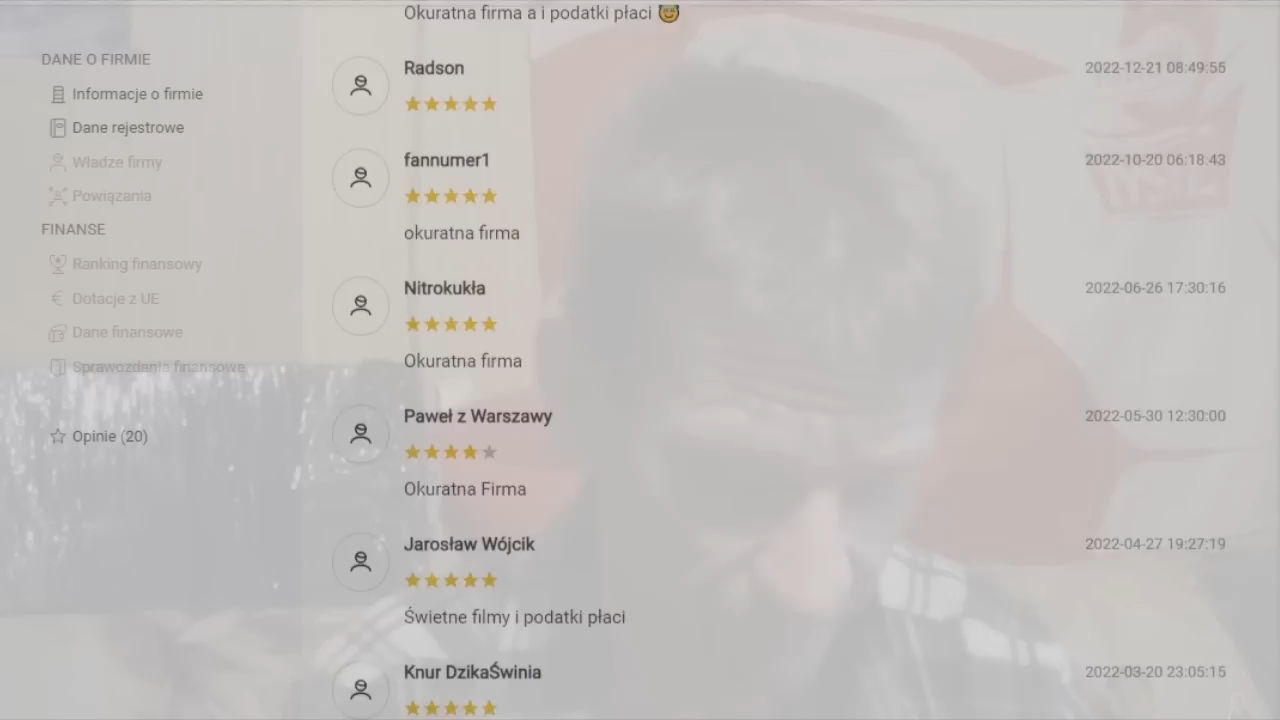 Okuratna firma a i podatki płaci 😇
DANE O FIRMIE
Informacje o firmie
Dane rejestrowe
Władze firmy
Powiązania
FINANSE
Ranking finansowy
Dotacje z UE
Dane finansowe
Sprawozdania finansowe
Opinie (20)
Radson
2022-12-21 08:49:55
fannumer1
2022-10-20 06:18:43
okuratna firma
Nitrokukła
2022-06-26 17:30:16
Okuratna firma
Paweł z Warszawy
2022-05-30 12:30:00
Okuratna Firma
Jarosław Wójcik
2022-04-27 19:27:19
Świetne filmy i podatki płaci
Knur DzikaŚwinia
2022-03-20 23:05:15